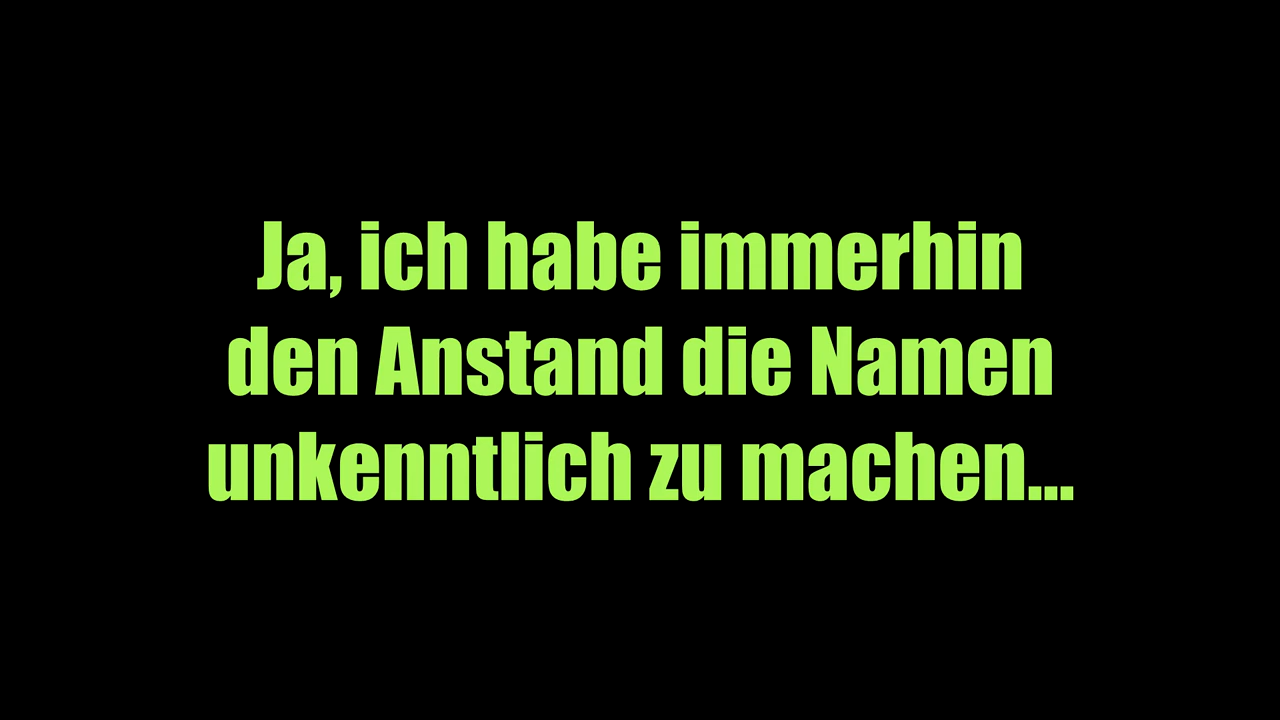 Ja, ich habe immerhin
den Anstand die Namen
unkenntlich zu machen...